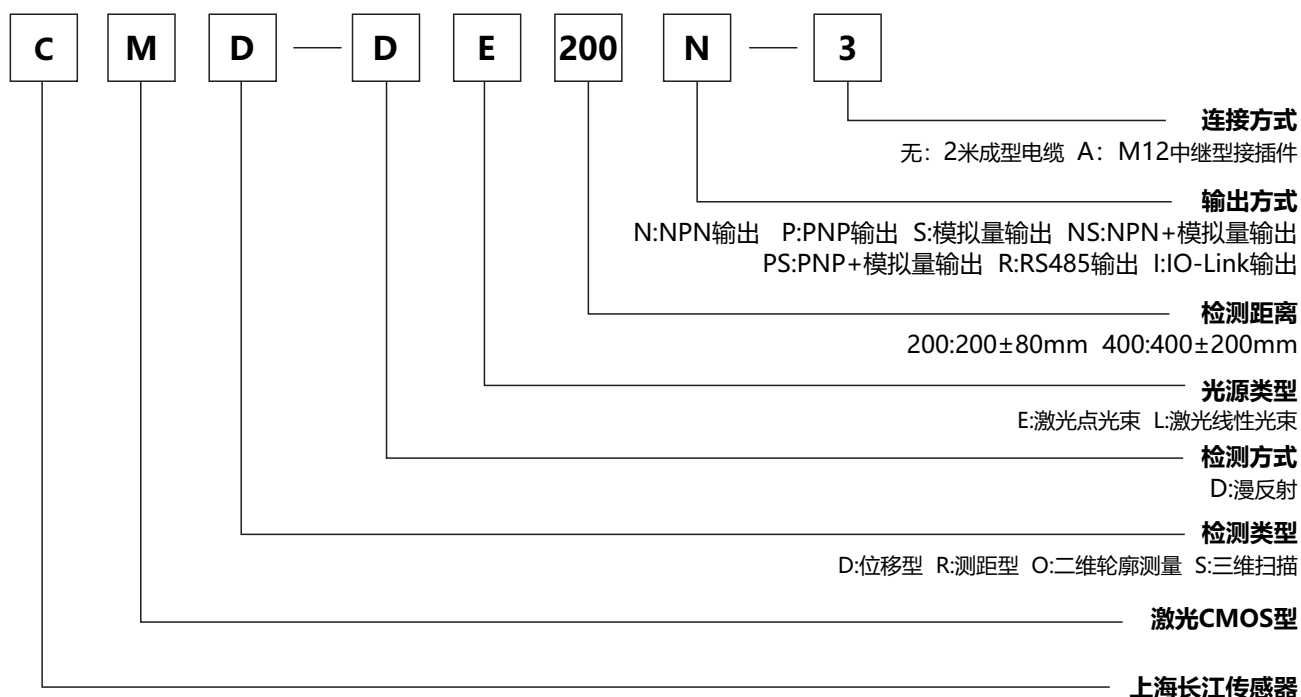 C M D — D E 200 N — 3
连接方式
无：2米成型电缆 A：M12中继型接插件
输出方式
N:NPN输出 P:PNP输出 S:模拟量输出 NS:NPN+模拟量输出
PS:PNP+模拟量输出 R:RS485输出 I:IO-Link输出
检测距离
200:200±80mm 400:400±200mm
光源类型
E:激光点光束 L:激光线性光束
检测方式
D:漫反射
检测类型
D:位移型 R:测距型 O:二维轮廓测量 S:三维扫描
激光CMOS型
上海长江传感器